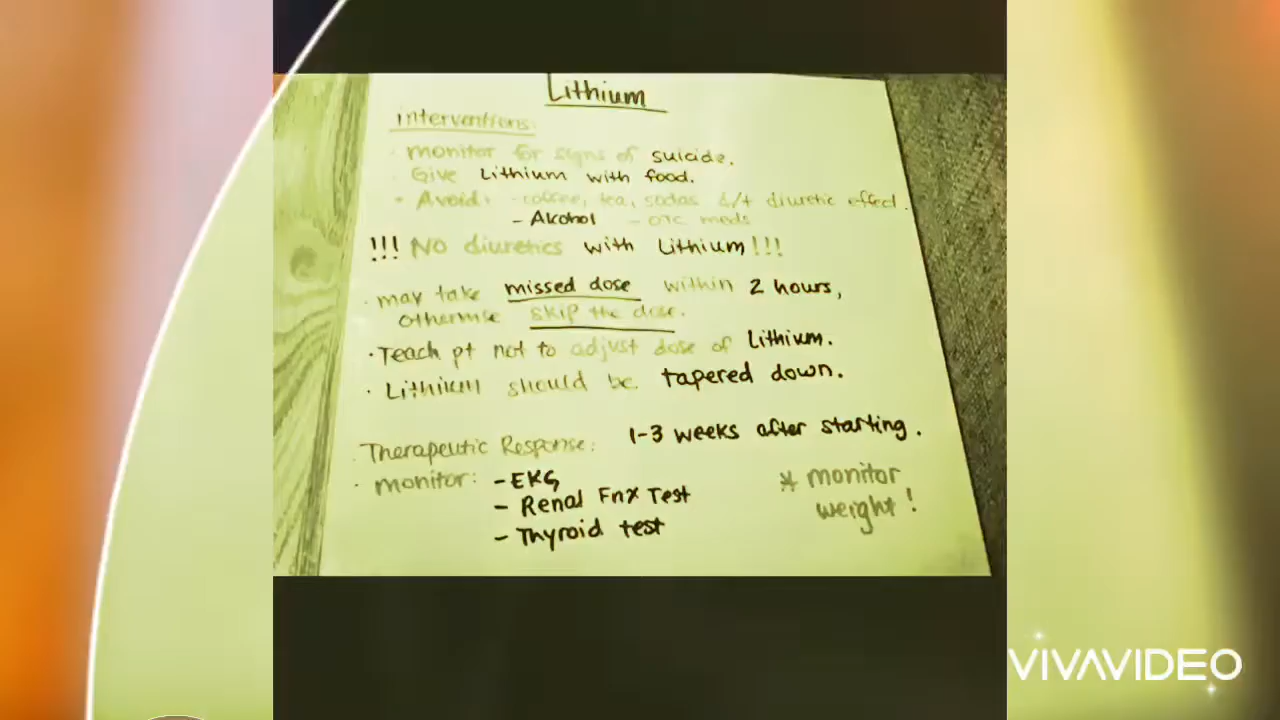 Lithium
interventions:
· monitor for signs of suicide.
· Give Lithium with food.
· Avoid: - coffee, tea, sodas d/t diuretic effect.
- Alcohol - OTC meds
!!! No diuretics with Lithium !!!
· may take missed dose within 2 hours,
otherwise skip the dose.
· Teach pt not to adjust dose of Lithium.
· Lithium should be tapered down.
Therapeutic Response: 1-3 weeks after starting.
· monitor: - EKG
- Renal Fnx Test
- Thyroid test
* monitor
weight!
VIVAVIDEO